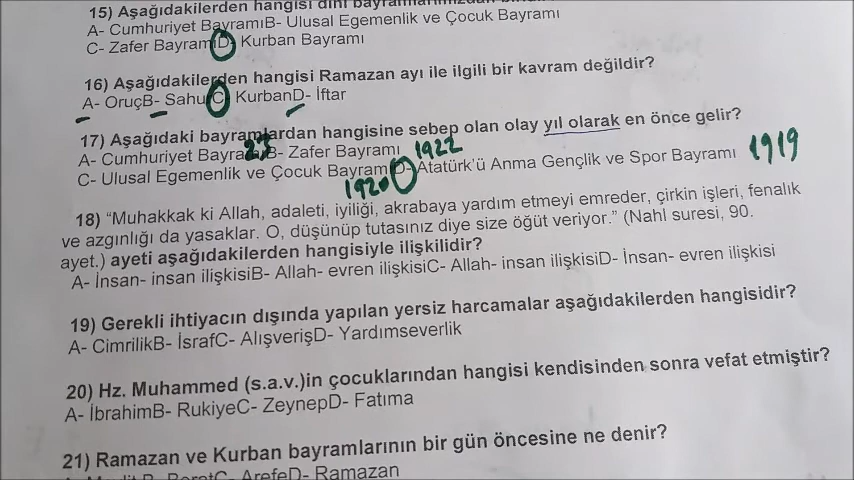 15) Aşağıdakilerden hangisi dini
A- Cumhuriyet BayramıB- Ulusal Egemenlik ve Çocuk Bayramı
C- Zafer Bayramı D- Kurban Bayramı
16) Aşağıdakilerden hangisi Ramazan ayı ile ilgili bir kavram değildir?
A- OruçB- Sahur C- KurbanD- İftar
17) Aşağıdaki bayramlardan hangisine sebep olan olay yıl olarak en önce gelir?
A- Cumhuriyet Bayramı 23 B- Zafer Bayramı 1922
C- Ulusal Egemenlik ve Çocuk Bayramı D- Atatürk'ü Anma Gençlik ve Spor Bayramı 1919
1920
18) “Muhakkak ki Allah, adaleti, iyiliği, akrabaya yardım etmeyi emreder, çirkin işleri, fenalık
ve azgınlığı da yasaklar. O, düşünüp tutasınız diye size öğüt veriyor.” (Nahl suresi, 90.
ayet.) ayeti aşağıdakilerden hangisiyle ilişkilidir?
A- İnsan- insan ilişkisiB- Allah- evren ilişkisiC- Allah- insan ilişkisiD- İnsan- evren ilişkisi
19) Gerekli ihtiyacın dışında yapılan yersiz harcamalar aşağıdakilerden hangisidir?
A- CimrilikB- İsrafC- AlışverişD- Yardımseverlik
20) Hz. Muhammed (s.a.v.)in çocuklarından hangisi kendisinden sonra vefat etmiştir?
A- İbrahimB- RukiyeC- ZeynepD- Fatıma
21) Ramazan ve Kurban bayramlarının bir gün öncesine ne denir?
ArefeD- Ramazan